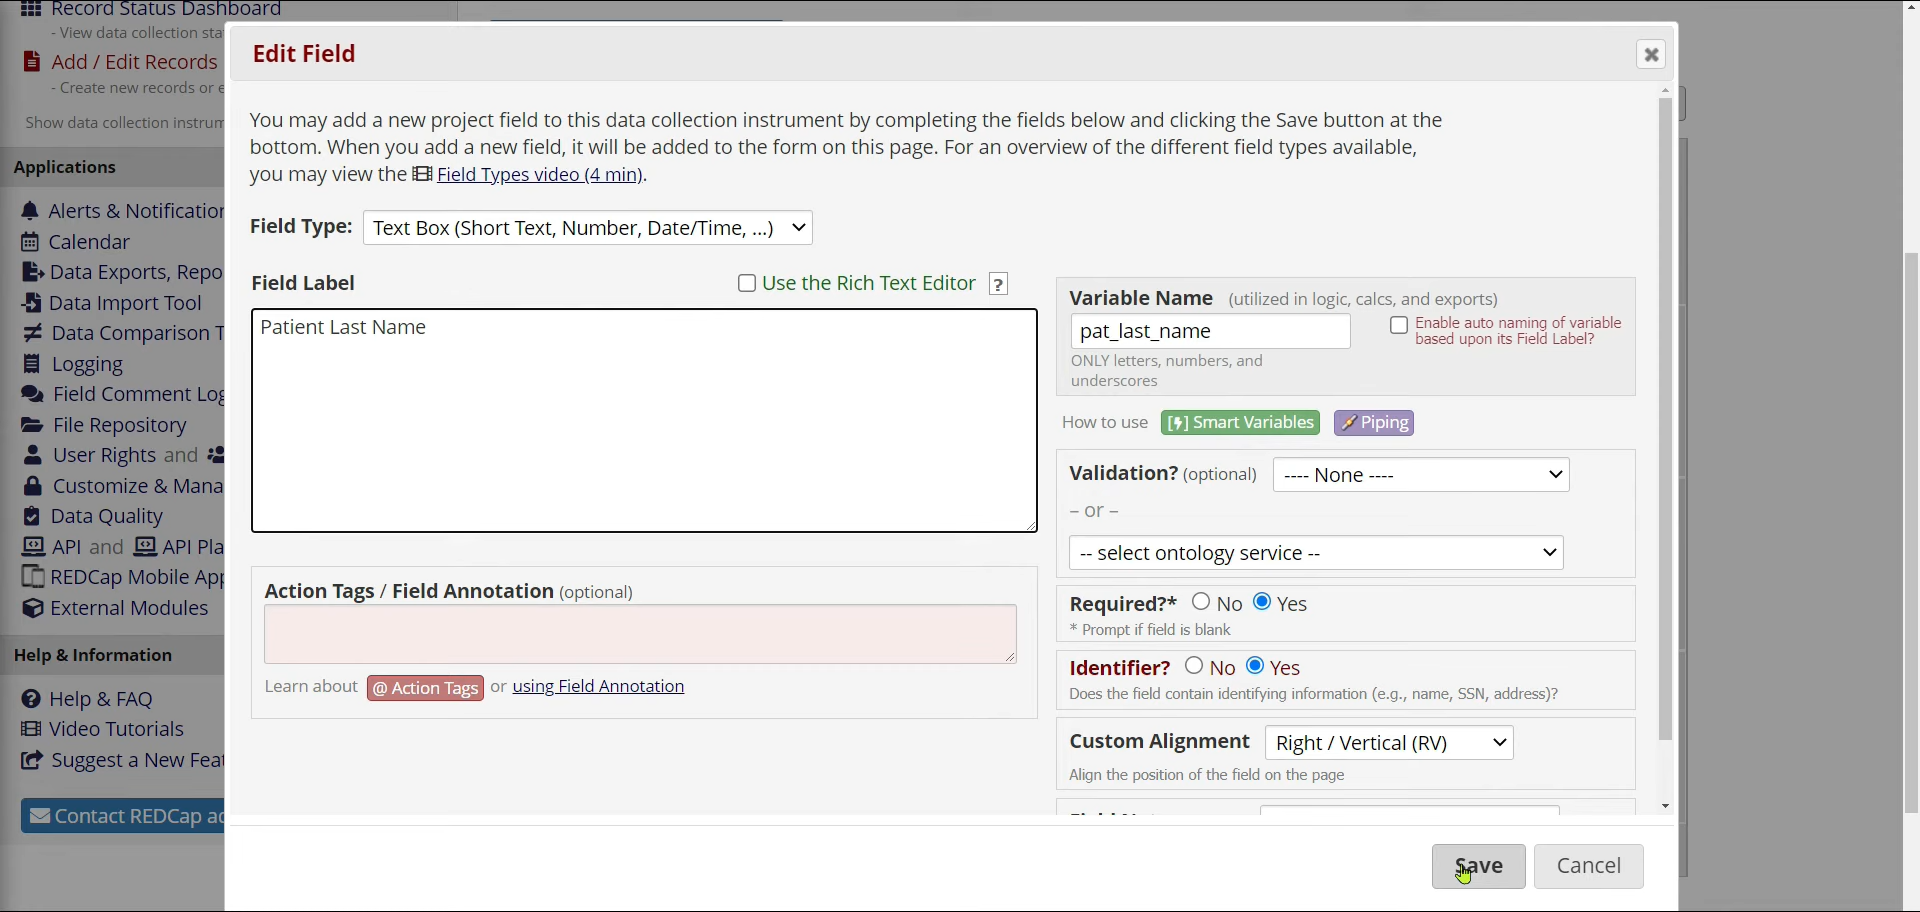 Record Status Dashboard
- View data collection sta
Add / Edit Records
- Create new records or e
Show data collection instrum
Applications
Alerts & Notification
Calendar
Data Exports, Repo
Data Import Tool
Data Comparison T
Logging
Field Comment Log
File Repository
User Rights and
Customize & Mana
Data Quality
API and API Pla
REDCap Mobile App
External Modules
Help & Information
Help & FAQ
Video Tutorials
Suggest a New Feat
Contact REDCap ad
Edit Field
You may add a new project field to this data collection instrument by completing the fields below and clicking the Save button at the
bottom. When you add a new field, it will be added to the form on this page. For an overview of the different field types available,
you may view the Field Types video (4 min).
Field Type: Text Box (Short Text, Number, Date/Time, ...)
Field Label Use the Rich Text Editor ?
Patient Last Name
Action Tags / Field Annotation (optional)
Learn about @ Action Tags or using Field Annotation
Variable Name (utilized in logic, calcs, and exports)
pat_last_name
Enable auto naming of variable
based upon its Field Label?
ONLY letters, numbers, and
underscores
How to use [⚡] Smart Variables Piping
Validation? (optional) ---- None ----
– or –
-- select ontology service --
Required?* No Yes
* Prompt if field is blank
Identifier? No Yes
Does the field contain identifying information (e.g., name, SSN, address)?
Custom Alignment Right / Vertical (RV)
Align the position of the field on the page
Save Cancel